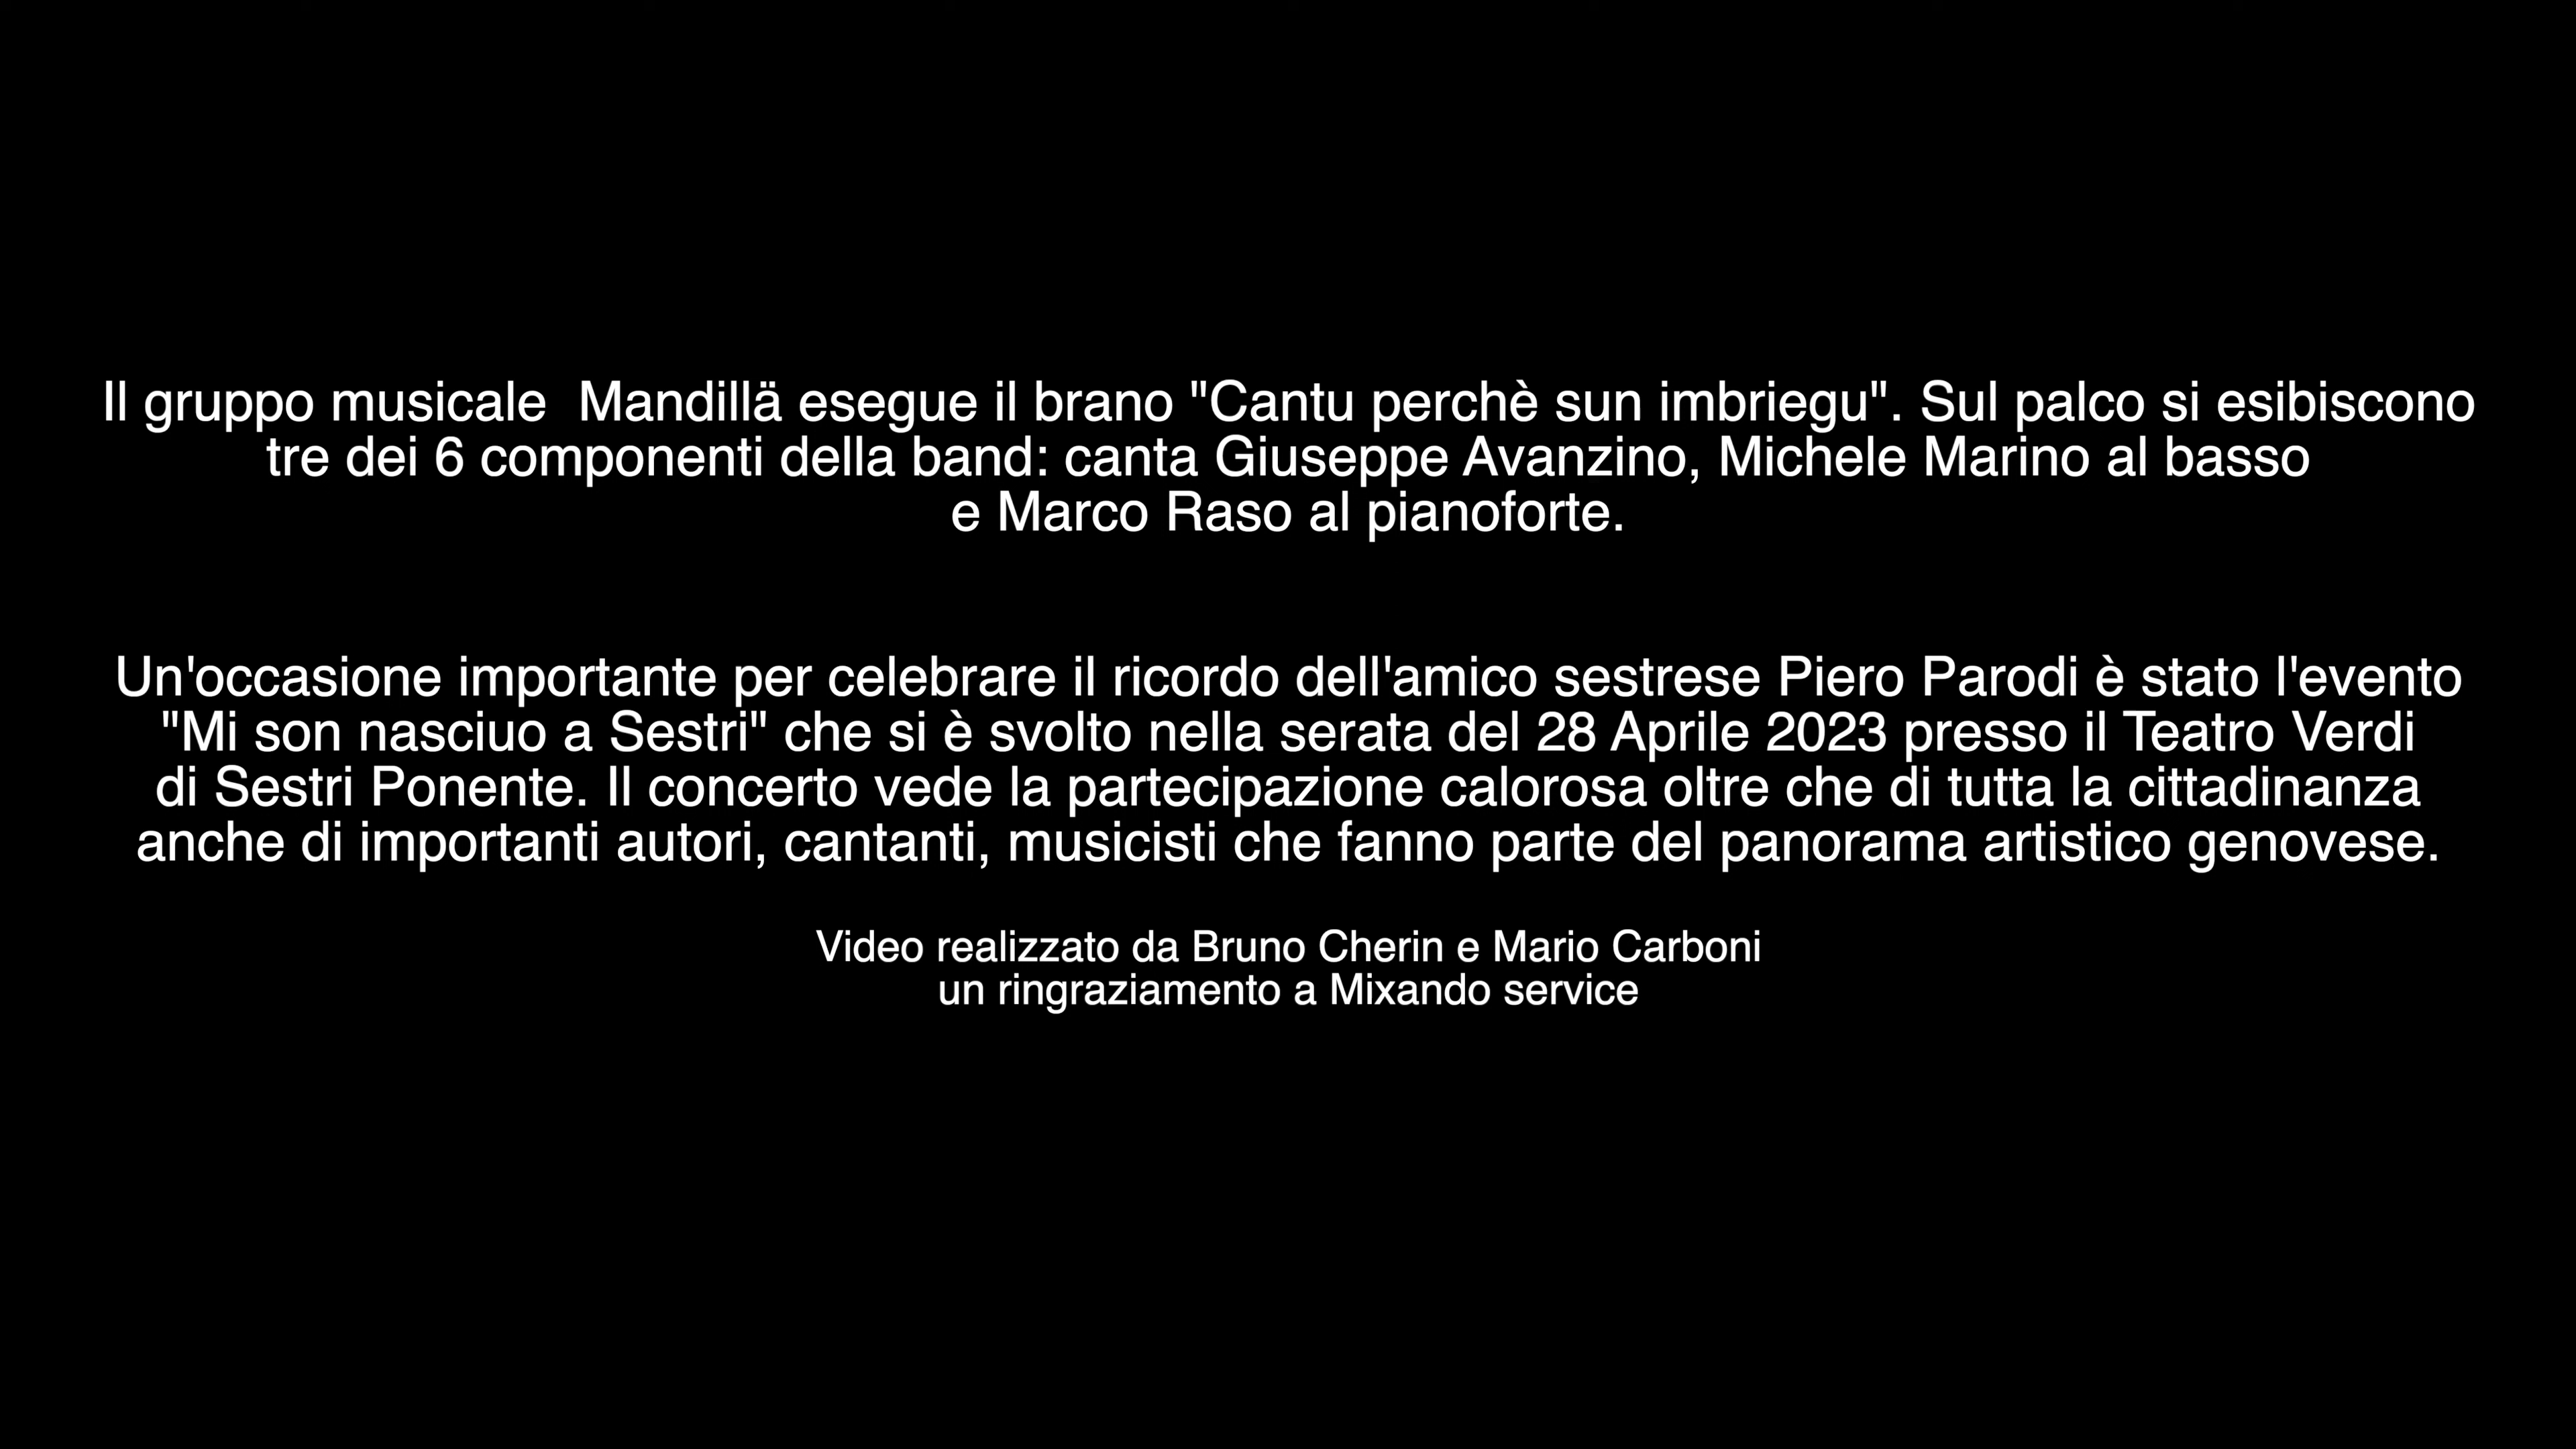 Il gruppo musicale  Mandillä esegue il brano "Cantu perchè sun imbriegu". Sul palco si esibiscono
tre dei 6 componenti della band: canta Giuseppe Avanzino, Michele Marino al basso
e Marco Raso al pianoforte.
Un'occasione importante per celebrare il ricordo dell'amico sestrese Piero Parodi è stato l'evento
"Mi son nasciuo a Sestri" che si è svolto nella serata del 28 Aprile 2023 presso il Teatro Verdi
di Sestri Ponente. Il concerto vede la partecipazione calorosa oltre che di tutta la cittadinanza
anche di importanti autori, cantanti, musicisti che fanno parte del panorama artistico genovese.
Video realizzato da Bruno Cherin e Mario Carboni
un ringraziamento a Mixando service